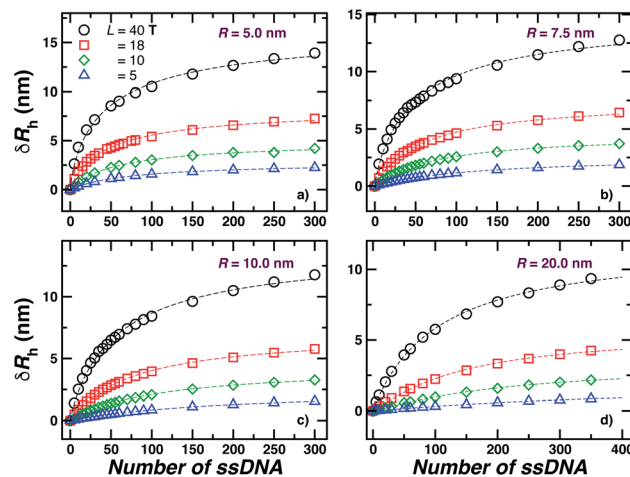 L = 40 T
= 18
= 10
= 5
R = 5.0 nm
15
10
5
0
δRh (nm)
0 50 100 150 200 250 300
a)
R = 7.5 nm
15
10
5
0
0 50 100 150 200 250 300
b)
R = 10.0 nm
10
5
0
δRh (nm)
0 50 100 150 200 250 300
c)
Number of ssDNA
R = 20.0 nm
10
5
0
0 100 200 300 400
d)
Number of ssDNA